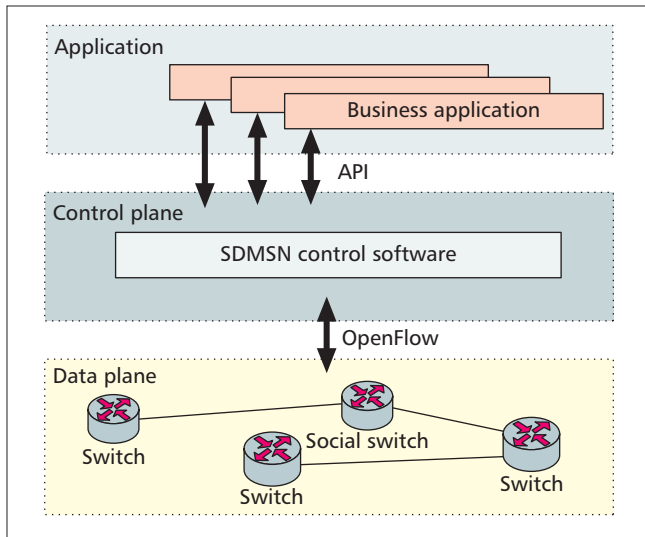 Application
Business application
API
Control plane
SDMSN control software
OpenFlow
Data plane
Social switch
Switch
Switch
Switch